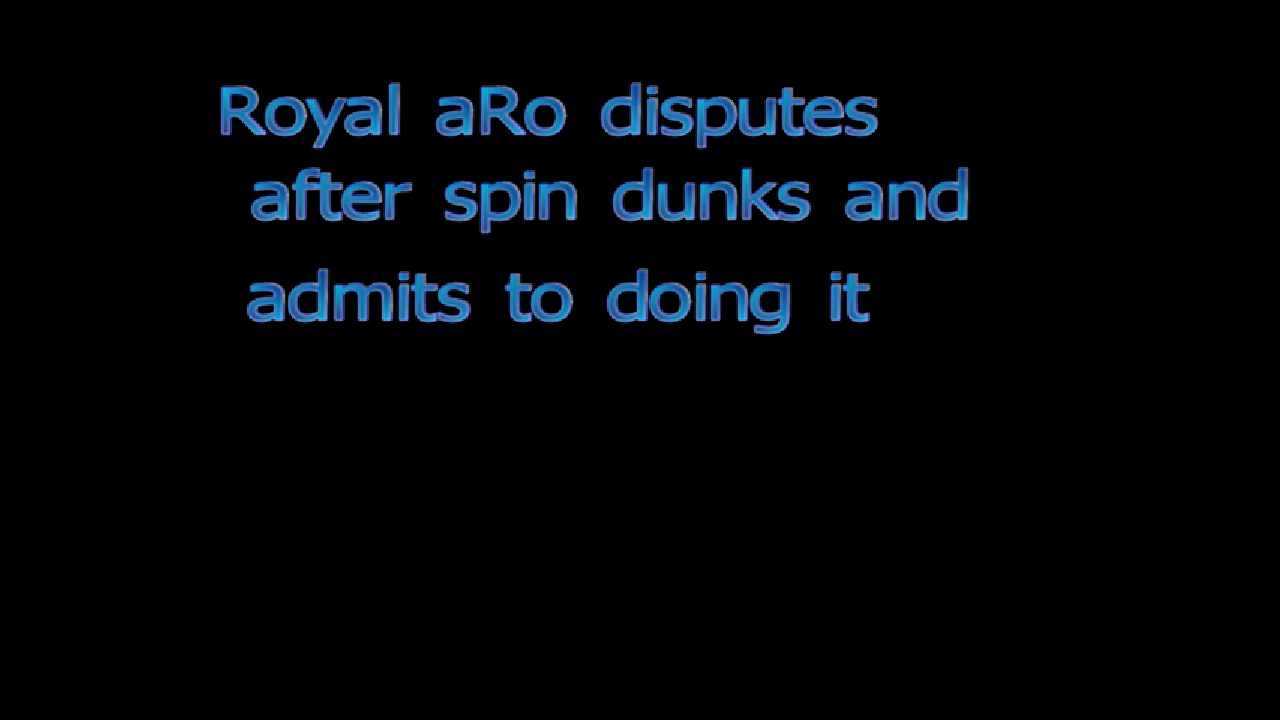 Royal aRo disputes
after spin dunks and
admits to doing it